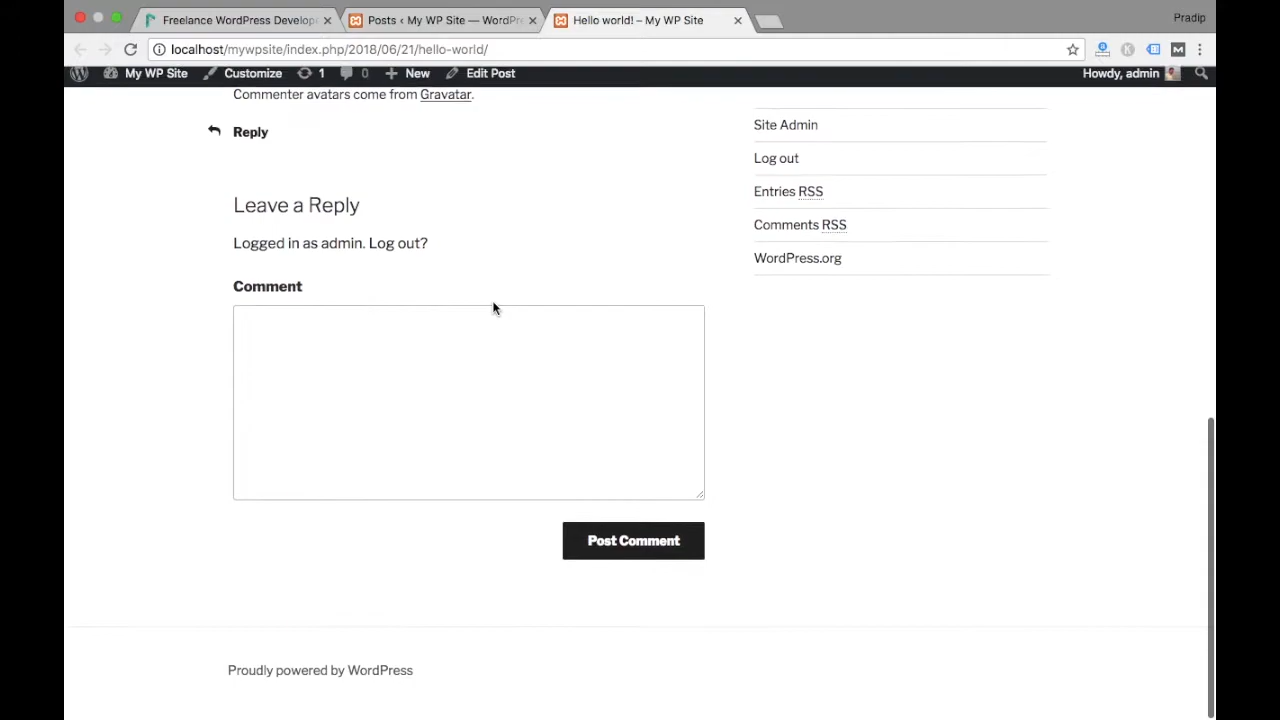 Freelance WordPress Develop
Posts ‹ My WP Site — WordPr
Hello world! – My WP Site
Pradip
localhost/mywpsite/index.php/2018/06/21/hello-world/
My WP Site
Customize
1
0
New
Edit Post
Howdy, admin
Commenter avatars come from Gravatar.
Reply
Leave a Reply
Logged in as admin. Log out?
Comment
Post Comment
Site Admin
Log out
Entries RSS
Comments RSS
WordPress.org
Proudly powered by WordPress